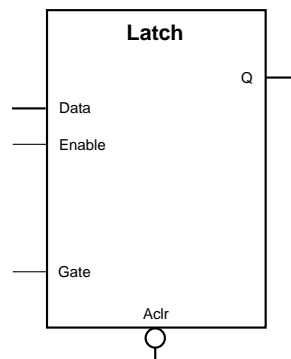 Latch
Q
Data
Enable
Gate
Aclr